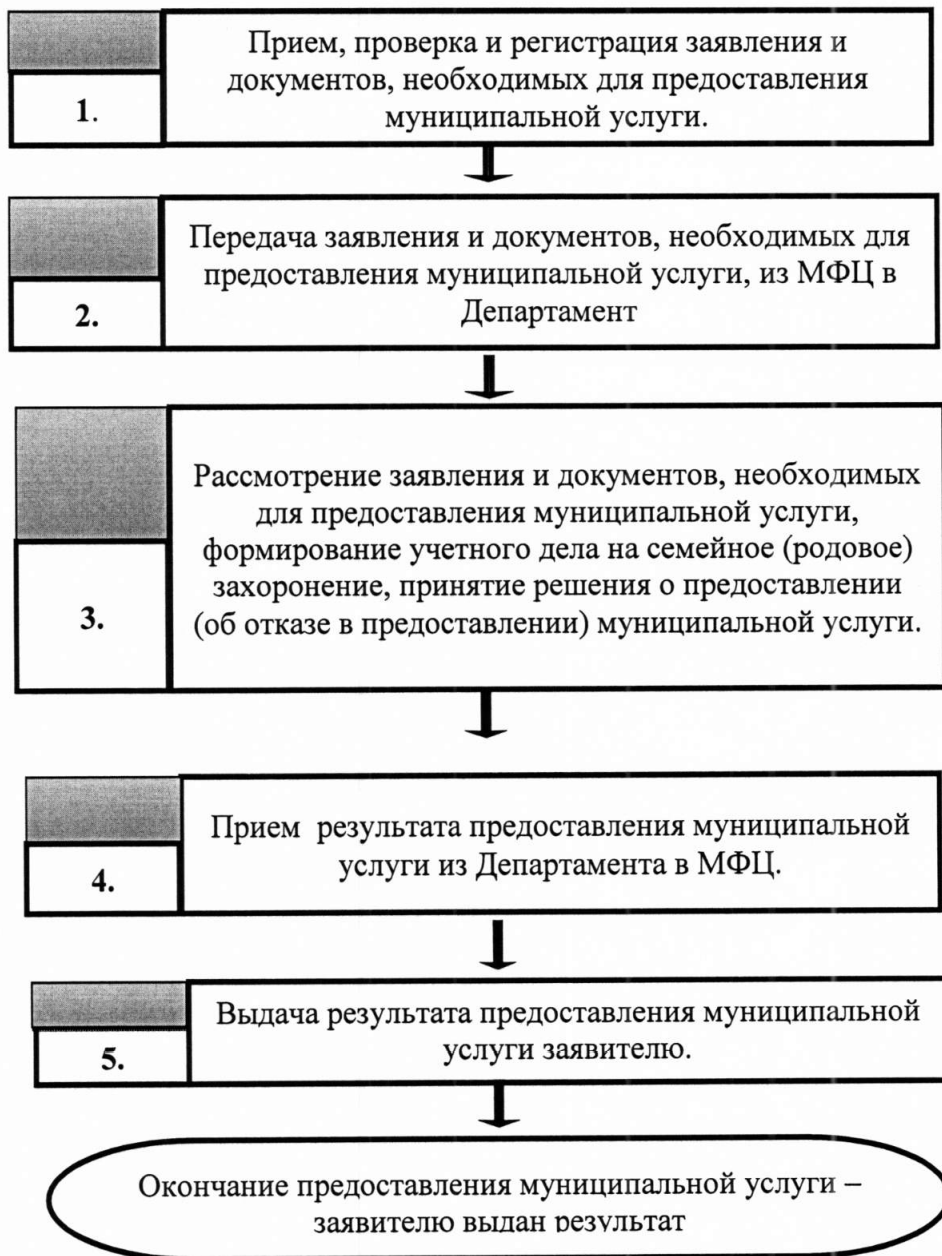 Прием, проверка и регистрация заявления и
документов, необходимых для предоставления
муниципальной услуги.
1.
Передача заявления и документов, необходимых для
предоставления муниципальной услуги, из МФЦ в
Департамент
2.
Рассмотрение заявления и документов, необходимых
для предоставления муниципальной услуги,
формирование учетного дела на семейное (родовое)
захоронение, принятие решения о предоставлении
(об отказе в предоставлении) муниципальной услуги.
3.
Прием результата предоставления муниципальной
услуги из Департамента в МФЦ.
4.
Выдача результата предоставления муниципальной
услуги заявителю.
5.
Окончание предоставления муниципальной услуги –
заявителю выдан результат